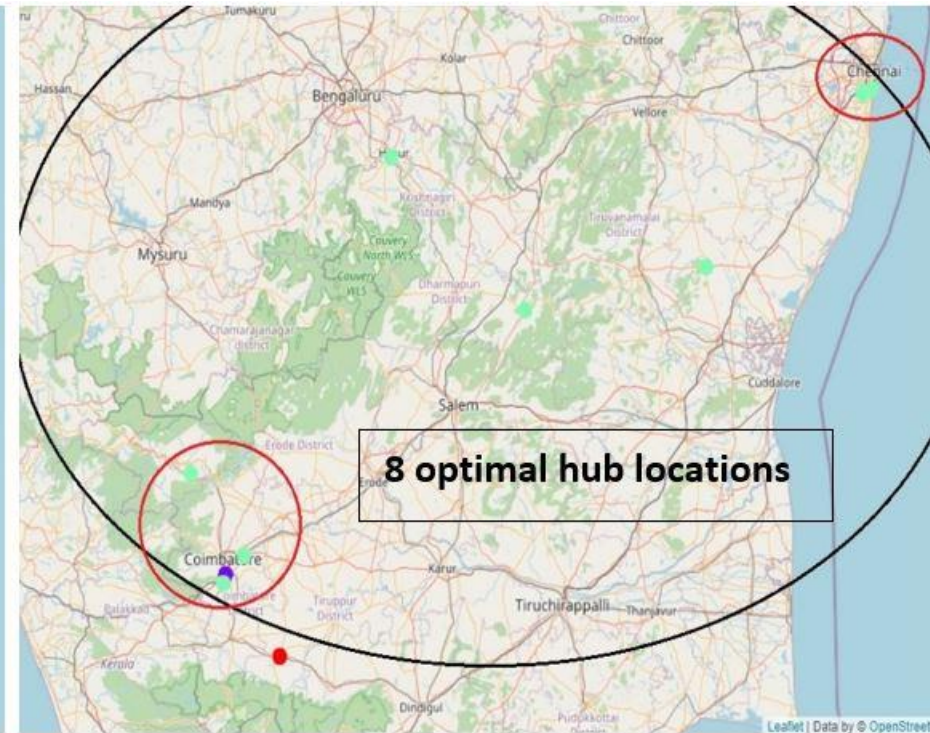 Tumakuru
Chittoor
Chittoor
Kolar
Chennai
Hassan
Bengaluru
Vellore
Krishnagiri
District
Mandya
Tiruvanamalai
District
Cauvery
North WLS
Mysuru
Cauvery
WLS
Dharmapuri
District
Chamarajanagar
district
Cuddalore
Salem
Erode District
8 optimal hub locations
Erode
Coimbatore
Karur
Tiruppur
District
Tiruchirappalli
Thanjavur
Palakkad
Kerala
Dindigul
Pudukkottai
Leaflet | Data by © OpenStreet